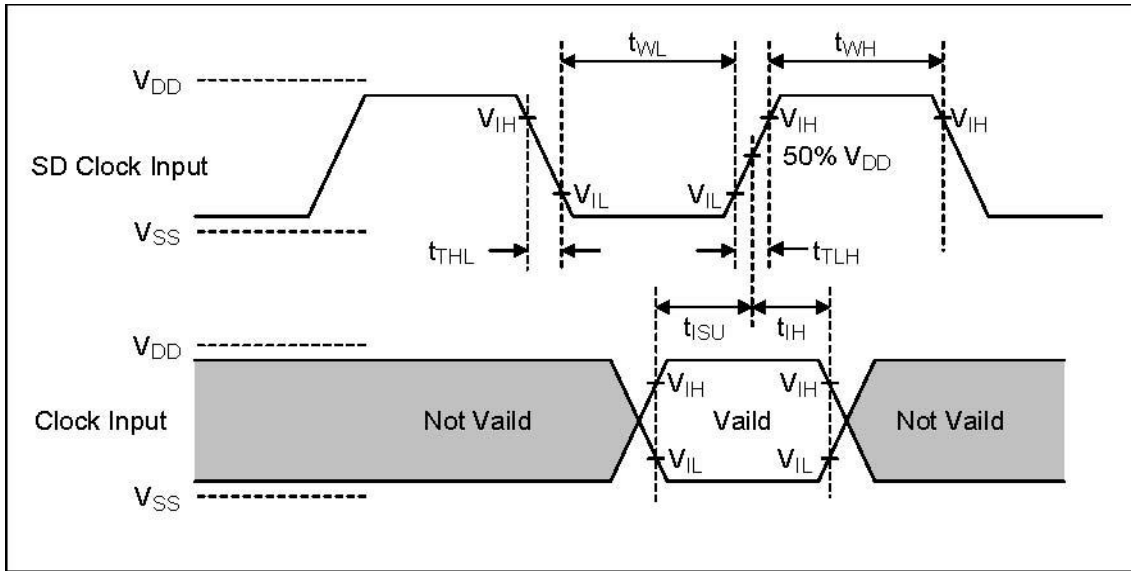 tWL tWH
VDD
VIH VIH VIH
SD Clock Input 50% VDD
VIL VIL
VSS
tTHL tTLH
tISU tIH
VDD
VIH VIH
Clock Input Not Vaild Vaild Not Vaild
VIL VIL
VSS